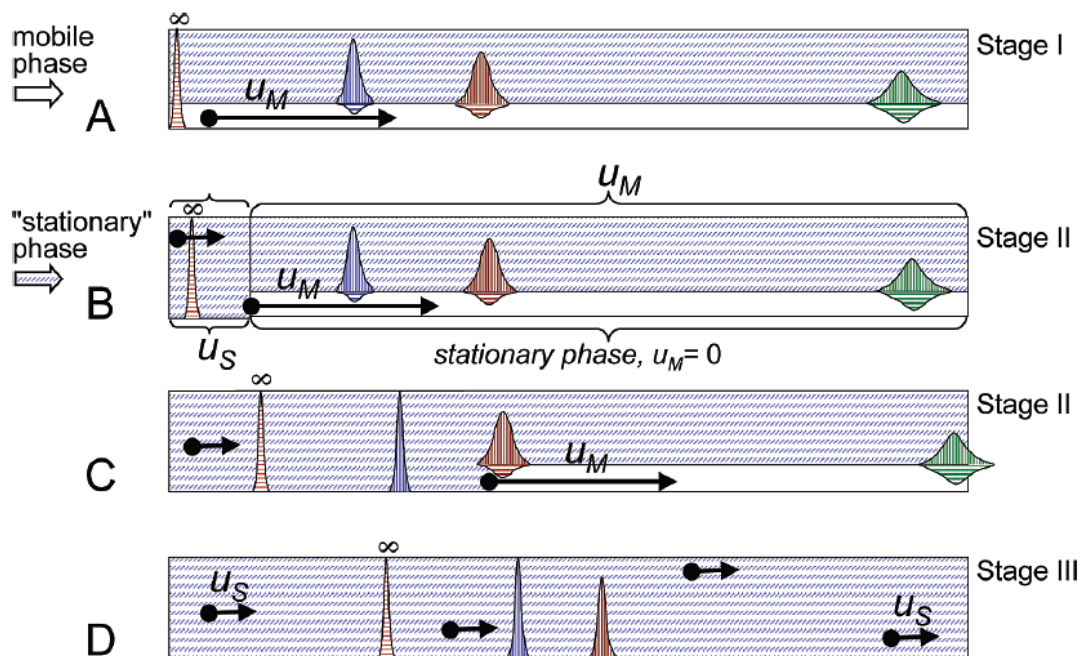 ∞
mobile
phase
Stage I
u_M
A
u_M
"stationary"
phase
∞
Stage II
u_M
B
u_S
stationary phase, u_M= 0
∞
Stage II
u_M
C
∞
Stage III
u_S
u_S
D